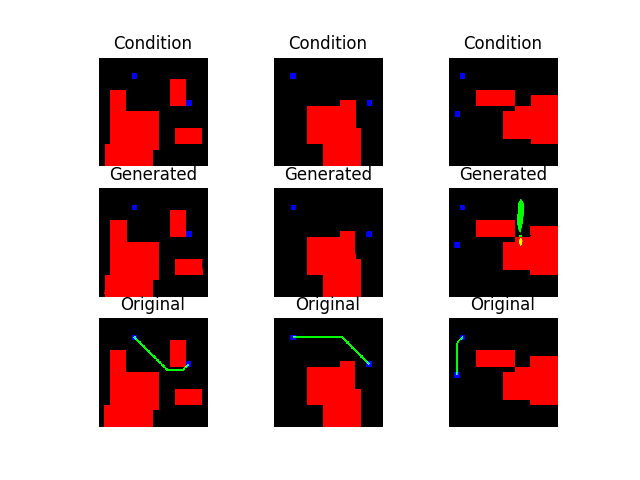 Condition Condition Condition
Generated Generated Generated
Original Original Original